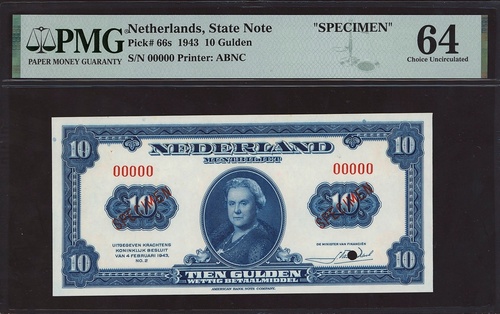 PMG
PAPER MONEY GUARANTY
Netherlands, State Note
Pick# 66s 1943 10 Gulden
S/N 00000 Printer: ABNC
"SPECIMEN"
64
Choice Uncirculated
10
NEDERLAND
10
MUNTBILJET
00000
00000
10
SPECIMEN
10
SPECIMEN
UITGEGEVEN KRACHTENS
KONINKLIJK BESLUIT
VAN 4 FEBRUARI 1943,
NO. 2
DE MINISTER VAN FINANCIËN
10
TIEN GULDEN
10
WETTIG BETAALMIDDEL
AMERICAN BANK NOTE COMPANY